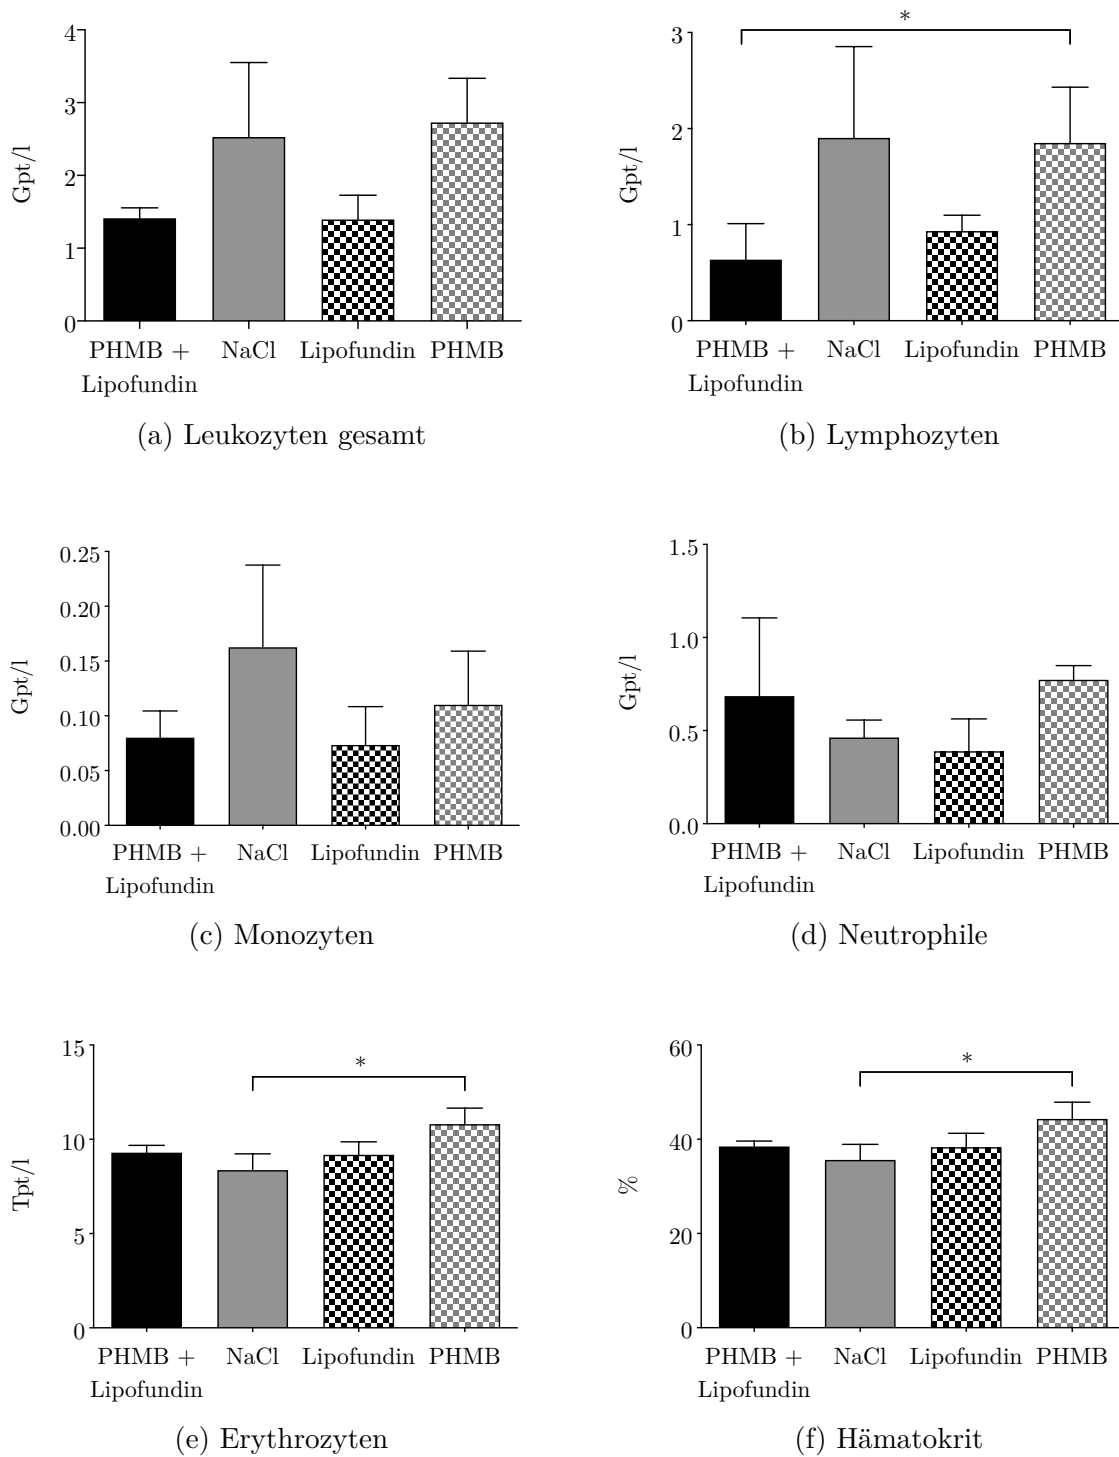 4
3
2
1
0
Gpt/l
PHMB +
Lipofundin
NaCl
Lipofundin
PHMB
(a) Leukozyten gesamt
*
3
2
1
0
Gpt/l
PHMB +
Lipofundin
NaCl
Lipofundin
PHMB
(b) Lymphozyten
0.25
0.20
0.15
0.10
0.05
0.00
Gpt/l
PHMB +
Lipofundin
NaCl
Lipofundin
PHMB
(c) Monozyten
1.5
1.0
0.5
0.0
Gpt/l
PHMB +
Lipofundin
NaCl
Lipofundin
PHMB
(d) Neutrophile
15
10
5
0
Tpt/l
*
PHMB +
Lipofundin
NaCl
Lipofundin
PHMB
(e) Erythrozyten
60
40
20
0
%
*
PHMB +
Lipofundin
NaCl
Lipofundin
PHMB
(f) Hämatokrit